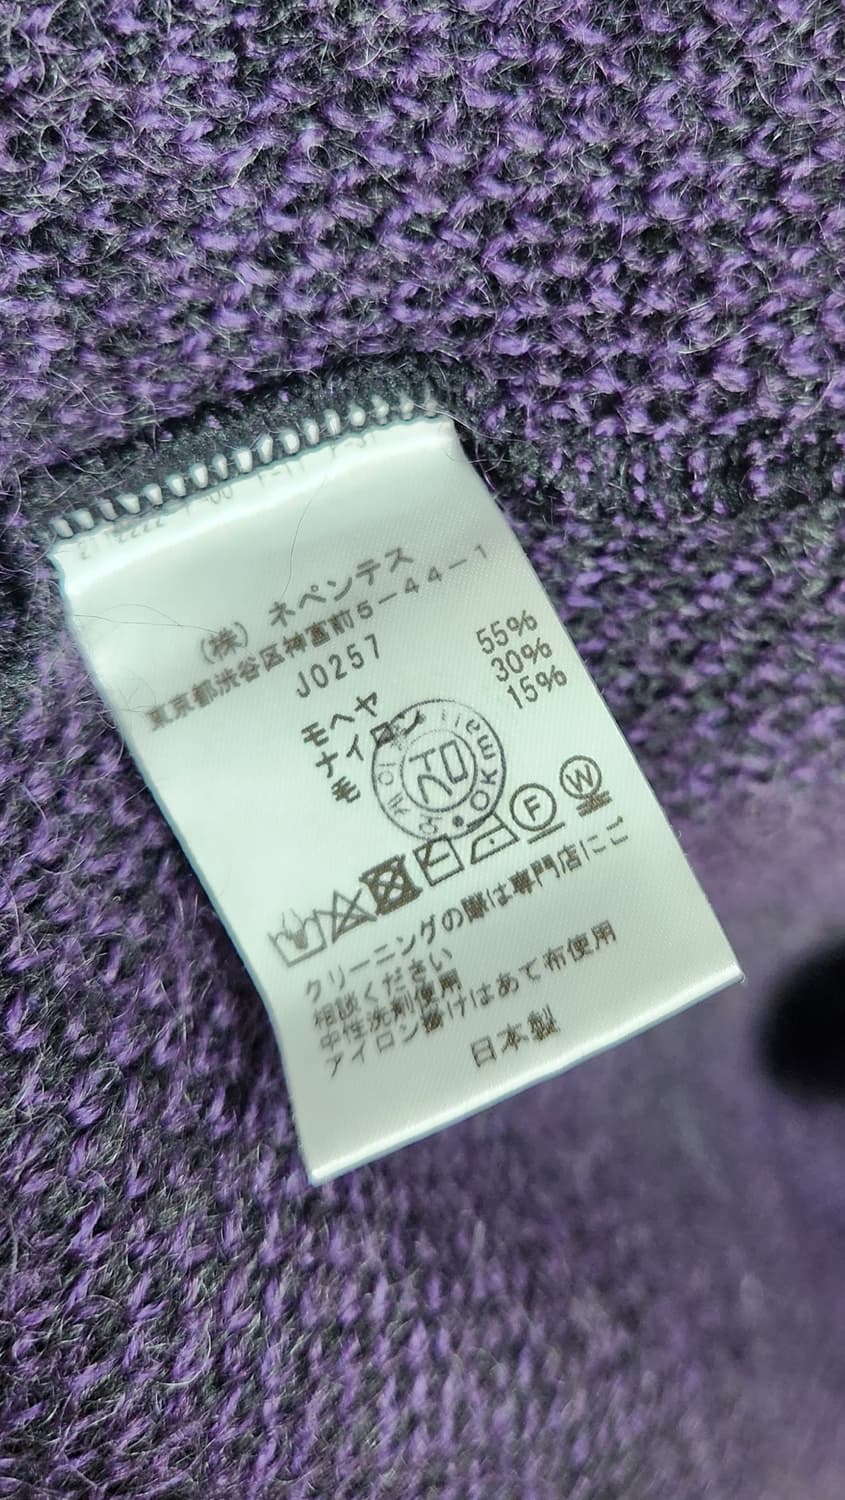 (株) ネペンテス
東京都渋谷区神宮前5-44-1
J0257
モヘヤ 55%
ナイロン 30%
毛 15%
Okmall
F W
クリーニングの際は専門店にご
相談ください
中性洗剤使用
アイロン掛けはあて布使用
日本製